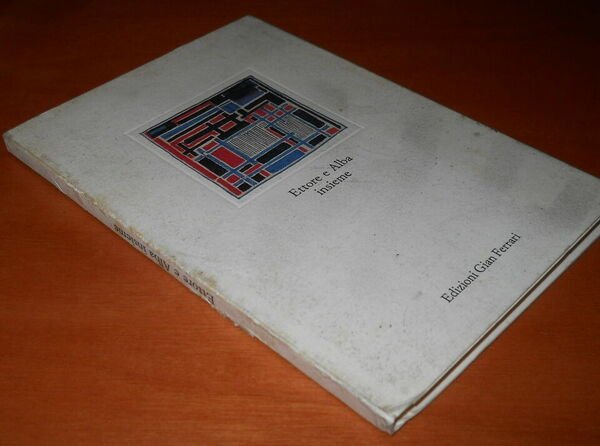 Ettore e Alba
insieme
Edizioni Gian Ferrari
Ettore e Alba insieme